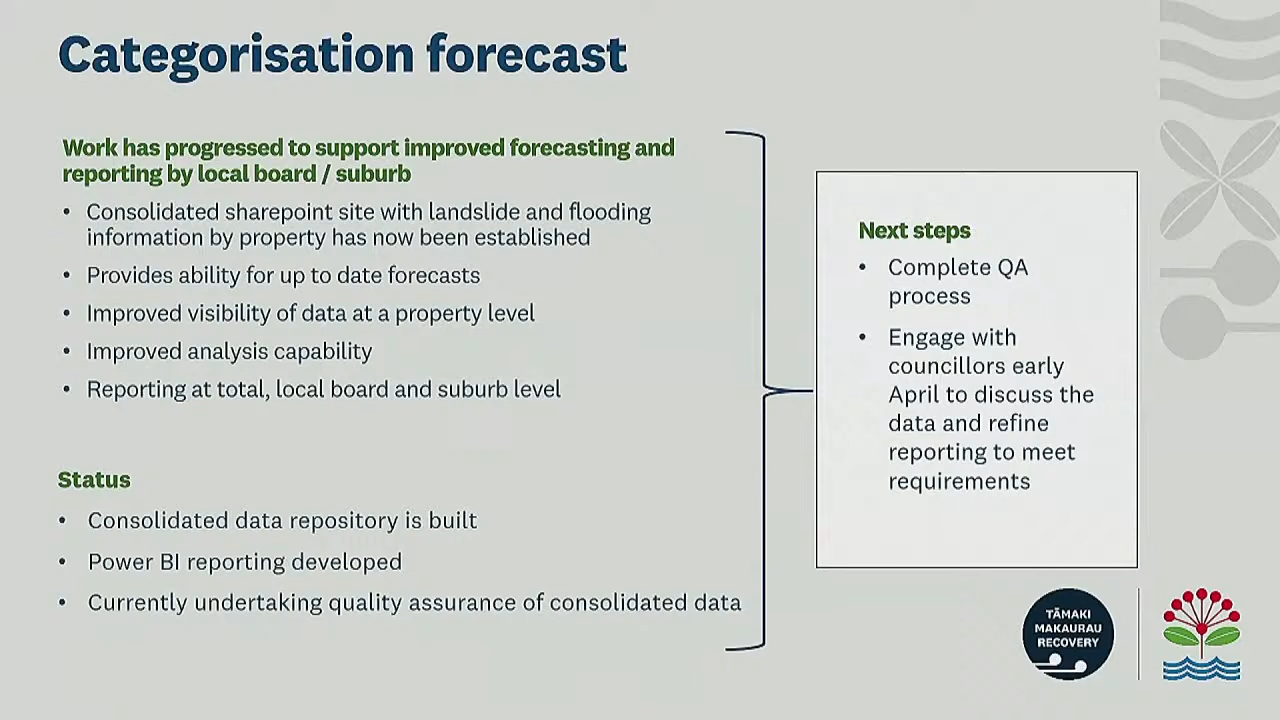 Categorisation forecast
Work has progressed to support improved forecasting and
reporting by local board / suburb
• Consolidated sharepoint site with landslide and flooding
information by property has now been established
• Provides ability for up to date forecasts
• Improved visibility of data at a property level
• Improved analysis capability
• Reporting at total, local board and suburb level
Status
• Consolidated data repository is built
• Power BI reporting developed
• Currently undertaking quality assurance of consolidated data
Next steps
• Complete QA
process
• Engage with
councillors early
April to discuss the
data and refine
reporting to meet
requirements
TĀMAKI
MAKAURAU
RECOVERY